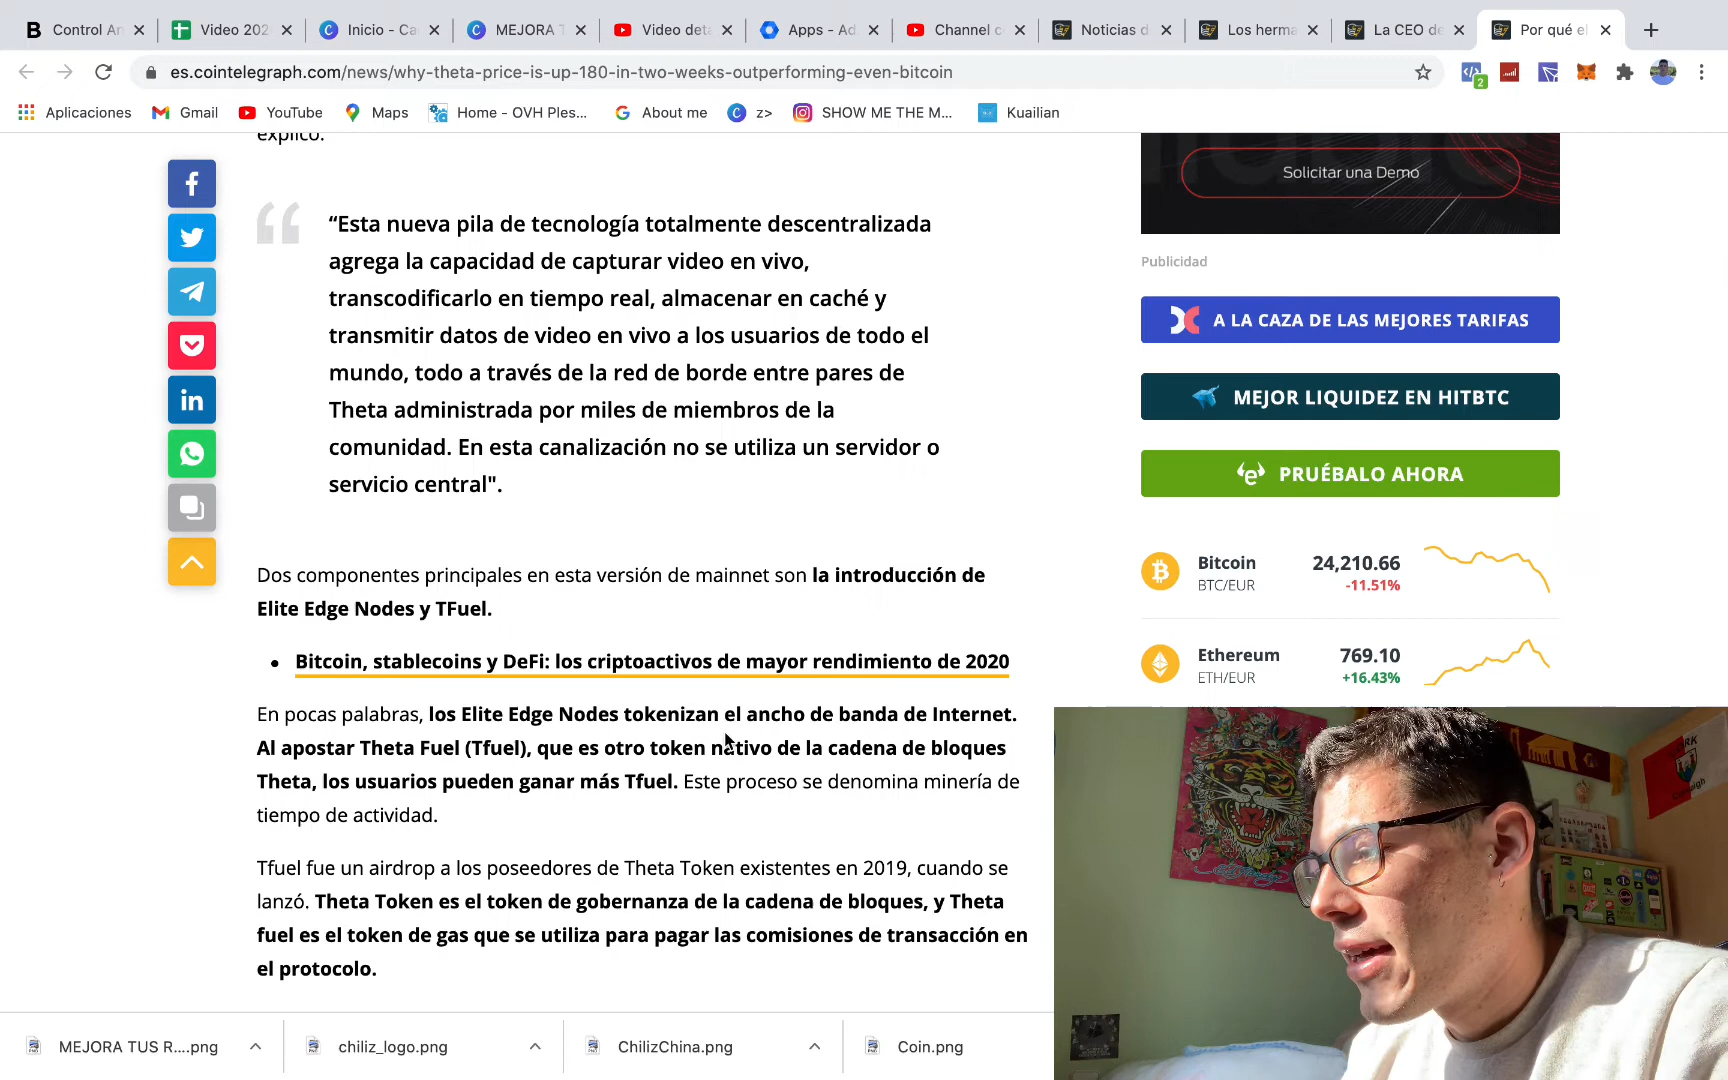 Control An
Video 202
Inicio - Ca
MEJORA T
Video deta
Apps - Ad
Channel c
Noticias d
Los herma
La CEO de
Por qué el
es.cointelegraph.com/news/why-theta-price-is-up-180-in-two-weeks-outperforming-even-bitcoin
2
Aplicaciones
Gmail
YouTube
Maps
Home - OVH Ples...
About me
z>
SHOW ME THE M...
Kuailian
explicó.
“Esta nueva pila de tecnología totalmente descentralizada
agrega la capacidad de capturar video en vivo,
transcodificarlo en tiempo real, almacenar en caché y
transmitir datos de video en vivo a los usuarios de todo el
mundo, todo a través de la red de borde entre pares de
Theta administrada por miles de miembros de la
comunidad. En esta canalización no se utiliza un servidor o
servicio central".
Dos componentes principales en esta versión de mainnet son la introducción de
Elite Edge Nodes y TFuel.
Bitcoin, stablecoins y DeFi: los criptoactivos de mayor rendimiento de 2020
En pocas palabras, los Elite Edge Nodes tokenizan el ancho de banda de Internet.
Al apostar Theta Fuel (Tfuel), que es otro token nativo de la cadena de bloques
Theta, los usuarios pueden ganar más Tfuel. Este proceso se denomina minería de
tiempo de actividad.
Tfuel fue un airdrop a los poseedores de Theta Token existentes en 2019, cuando se
lanzó. Theta Token es el token de gobernanza de la cadena de bloques, y Theta
fuel es el token de gas que se utiliza para pagar las comisiones de transacción en
el protocolo.
Solicitar una Demo
Publicidad
A LA CAZA DE LAS MEJORES TARIFAS
MEJOR LIQUIDEZ EN HITBTC
PRUÉBALO AHORA
Bitcoin 24,210.66
BTC/EUR -11.51%
Ethereum 769.10
ETH/EUR +16.43%
MEJORA TUS R....png
chiliz_logo.png
ChilizChina.png
Coin.png